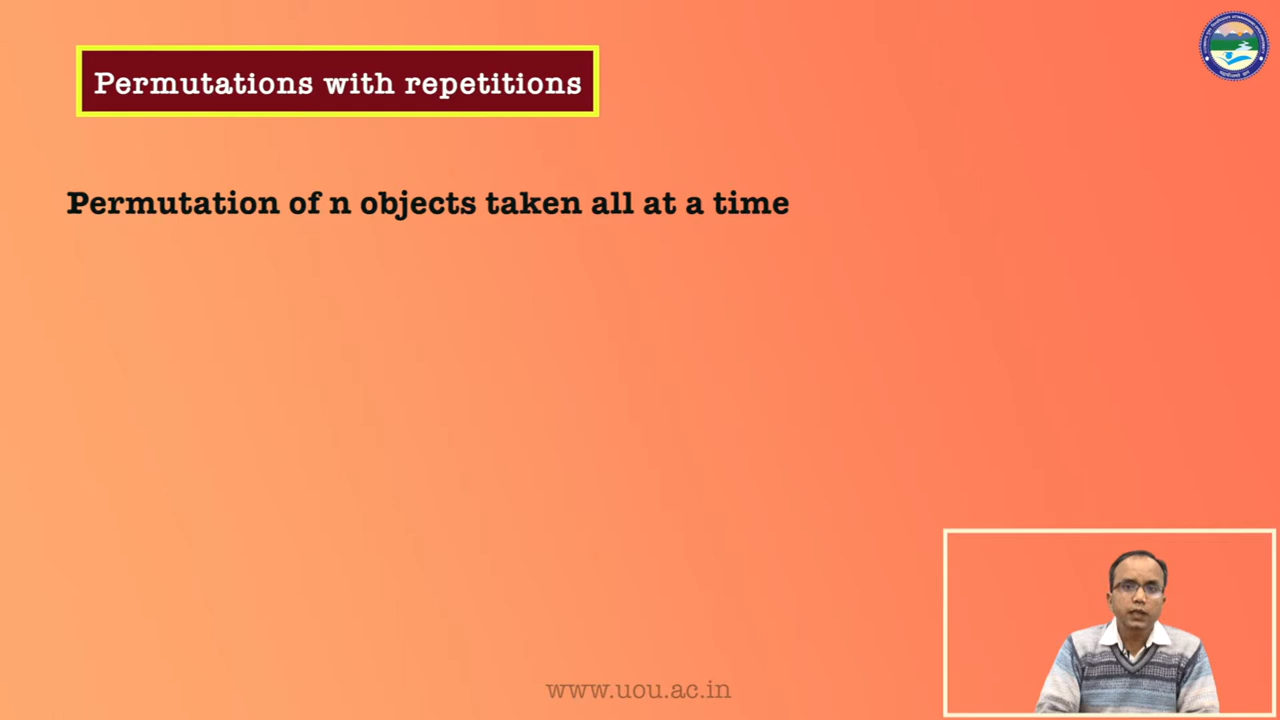 Permutations with repetitions
Permutation of n objects taken all at a time
www.uou.ac.in